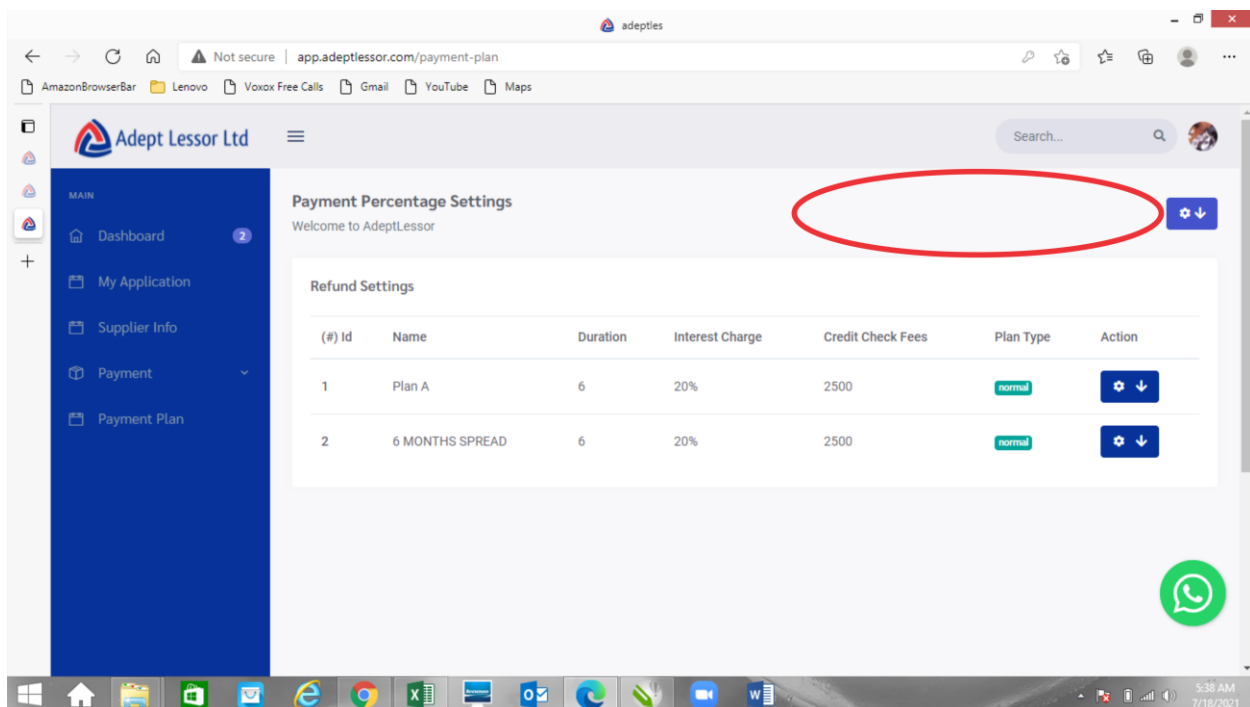 adeptles
Not secure app.adeptlessor.com/payment-plan
AmazonBrowserBar Lenovo Voxox Free Calls Gmail YouTube Maps
Adept Lessor Ltd
Search...
MAIN
Dashboard 2
My Application
Supplier Info
Payment
Payment Plan
Payment Percentage Settings
Welcome to AdeptLessor
Refund Settings
(#) Id Name Duration Interest Charge Credit Check Fees Plan Type Action
1 Plan A 6 20% 2500 normal
2 6 MONTHS SPREAD 6 20% 2500 normal
5:38 AM
7/18/2021